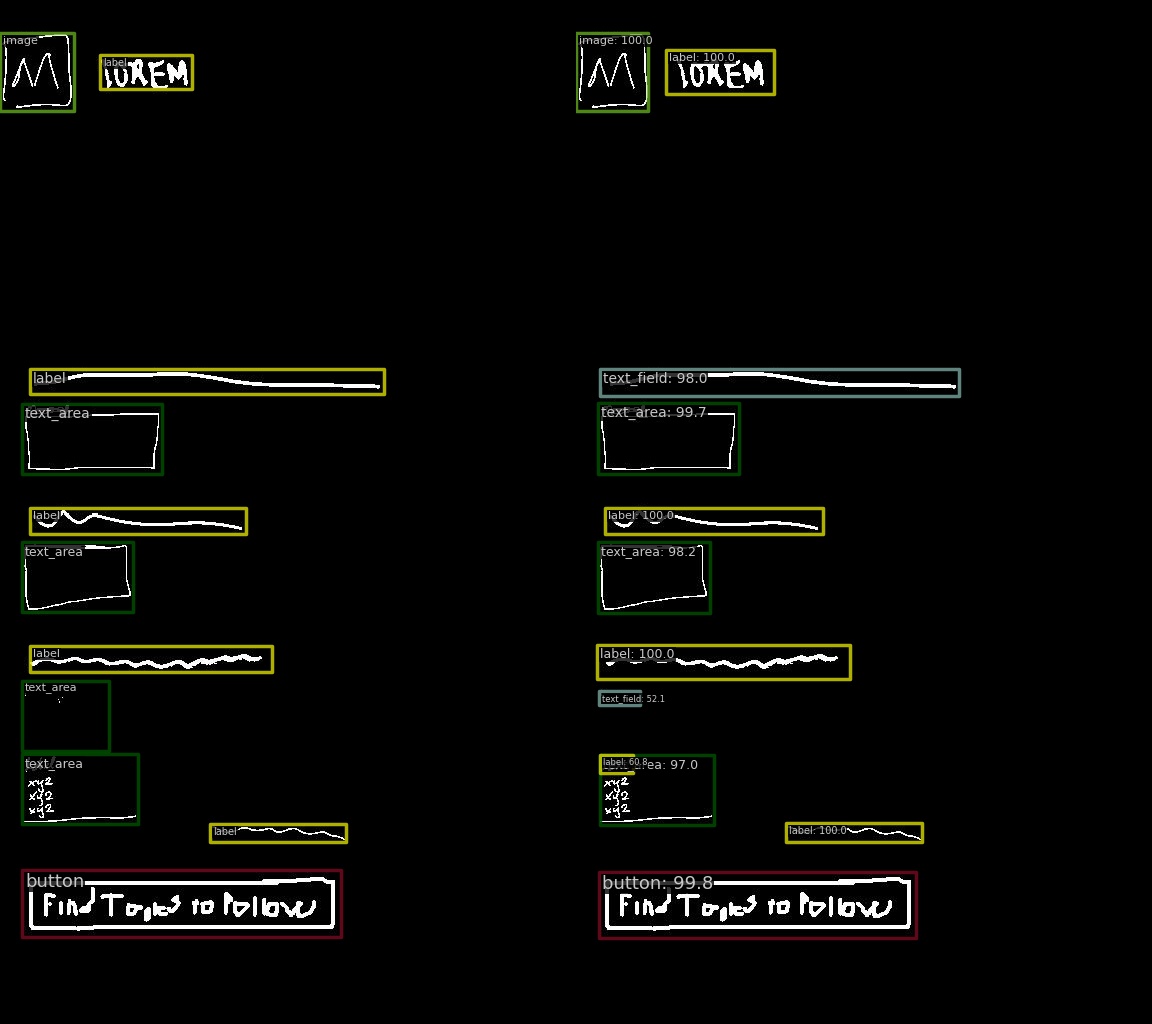 image
M
label
lOREM
label
text_area
label
text_area
label
text_area
text_area
xy2
xy2
xy2
label
button
Find Topics to Follow
image: 100.0
M
label: 100.0
lOREM
text_field: 98.0
text_area: 99.7
label: 100.0
text_area: 98.2
label: 100.0
text_field: 52.1
label: 60.8
text_area: 97.0
xy2
xy2
xy2
label: 100.0
button: 99.8
Find Topics to Follow